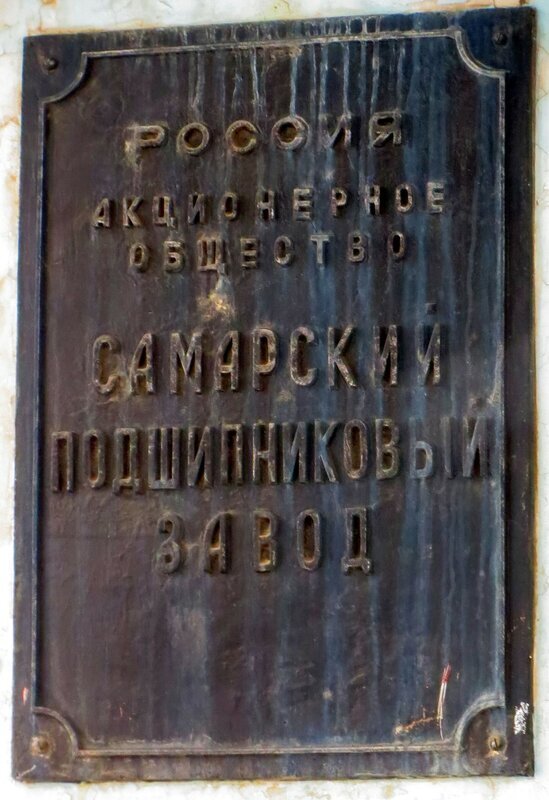 РОССИЯ
АКЦИОНЕРНОЕ
ОБЩЕСТВО
САМАРСКИЙ
ПОДШИПНИКОВЫЙ
ЗАВОД